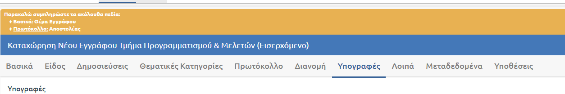 Παρακαλώ συμπληρώστε τα ακόλουθα πεδία:
Βασικά: Θέμα Εγγράφου
Πρωτόκολλο: Αποστολέας
Καταχώρηση Νέου Εγγράφου Τμήμα Προγραμματισμού & Μελετών (Εισερχόμενο)
Βασικά Είδος Δημοσιεύσεις Θεματικές Κατηγορίες Πρωτόκολλο Διανομή Υπογραφές Λοιπά Μεταδεδομένα Υποθέσεις
Υπογραφές